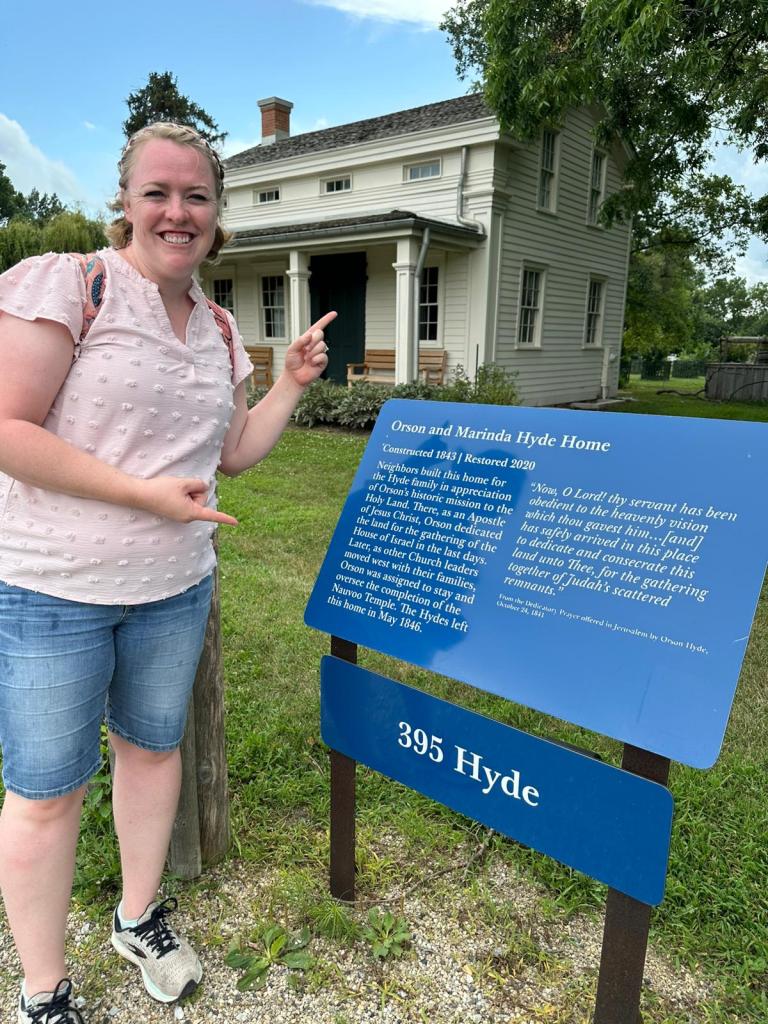 Orson and Marinda Hyde Home
Constructed 1843 | Restored 2020
Neighbors built this home for
the Hyde family in appreciation
of Orson's historic mission to the
Holy Land. There, as an Apostle
of Jesus Christ, Orson dedicated
the land for the gathering of the
House of Israel in the last days.
Later, as other Church leaders
moved west with their families,
Orson was assigned to stay and
oversee the completion of the
Nauvoo Temple. The Hydes left
this home in May 1846.
"Now, O Lord! thy servant has been
obedient to the heavenly vision
which thou gavest him...[and]
has safely arrived in this place
to dedicate and consecrate this
land unto Thee, for the gathering
together of Judah's scattered
remnants."
From the Dedicatory Prayer offered in Jerusalem by Orson Hyde,
October 24, 1841
395 Hyde